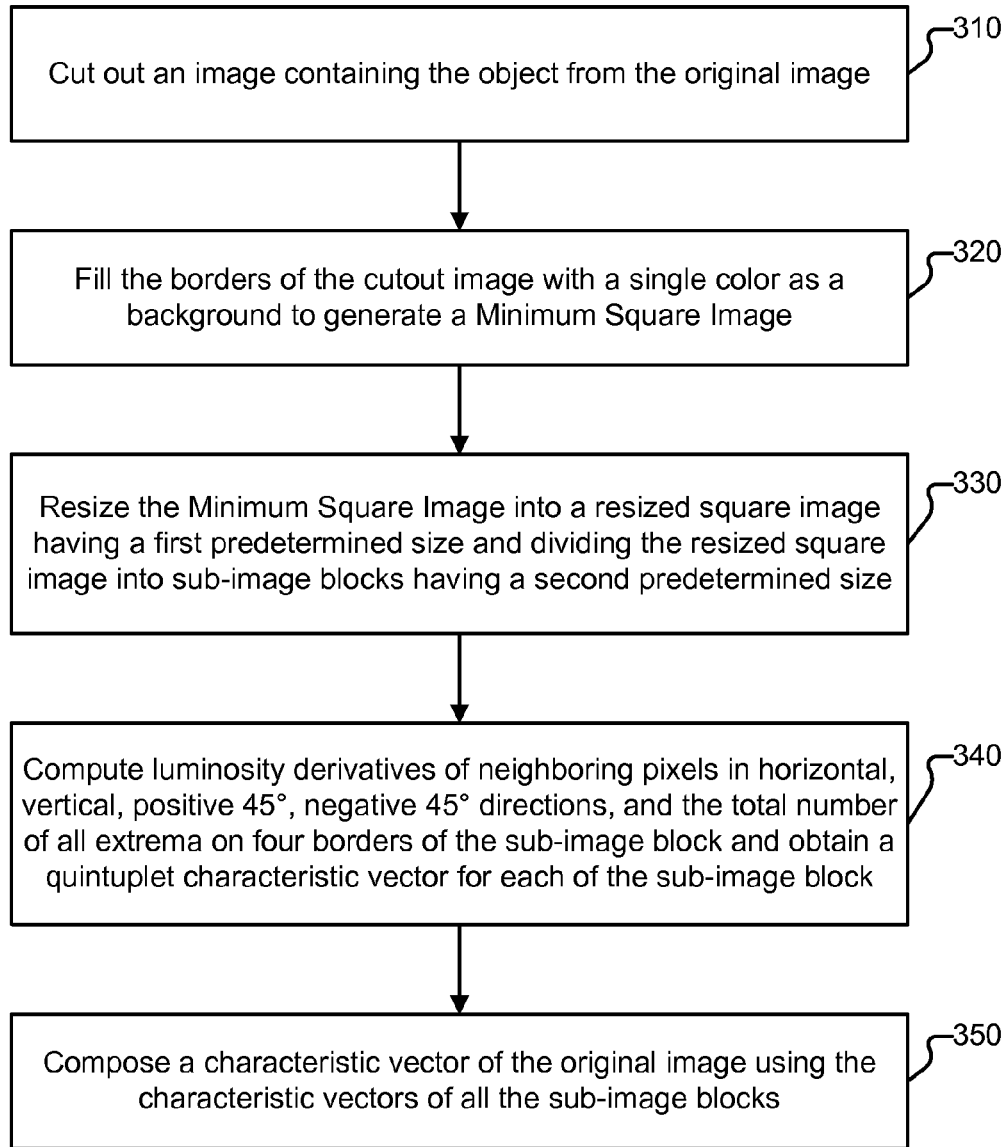 310
Cut out an image containing the object from the original image
320
Fill the borders of the cutout image with a single color as a
background to generate a Minimum Square Image
330
Resize the Minimum Square Image into a resized square image
having a first predetermined size and dividing the resized square
image into sub-image blocks having a second predetermined size
340
Compute luminosity derivatives of neighboring pixels in horizontal,
vertical, positive 45°, negative 45° directions, and the total number
of all extrema on four borders of the sub-image block and obtain a
quintuplet characteristic vector for each of the sub-image block
350
Compose a characteristic vector of the original image using the
characteristic vectors of all the sub-image blocks